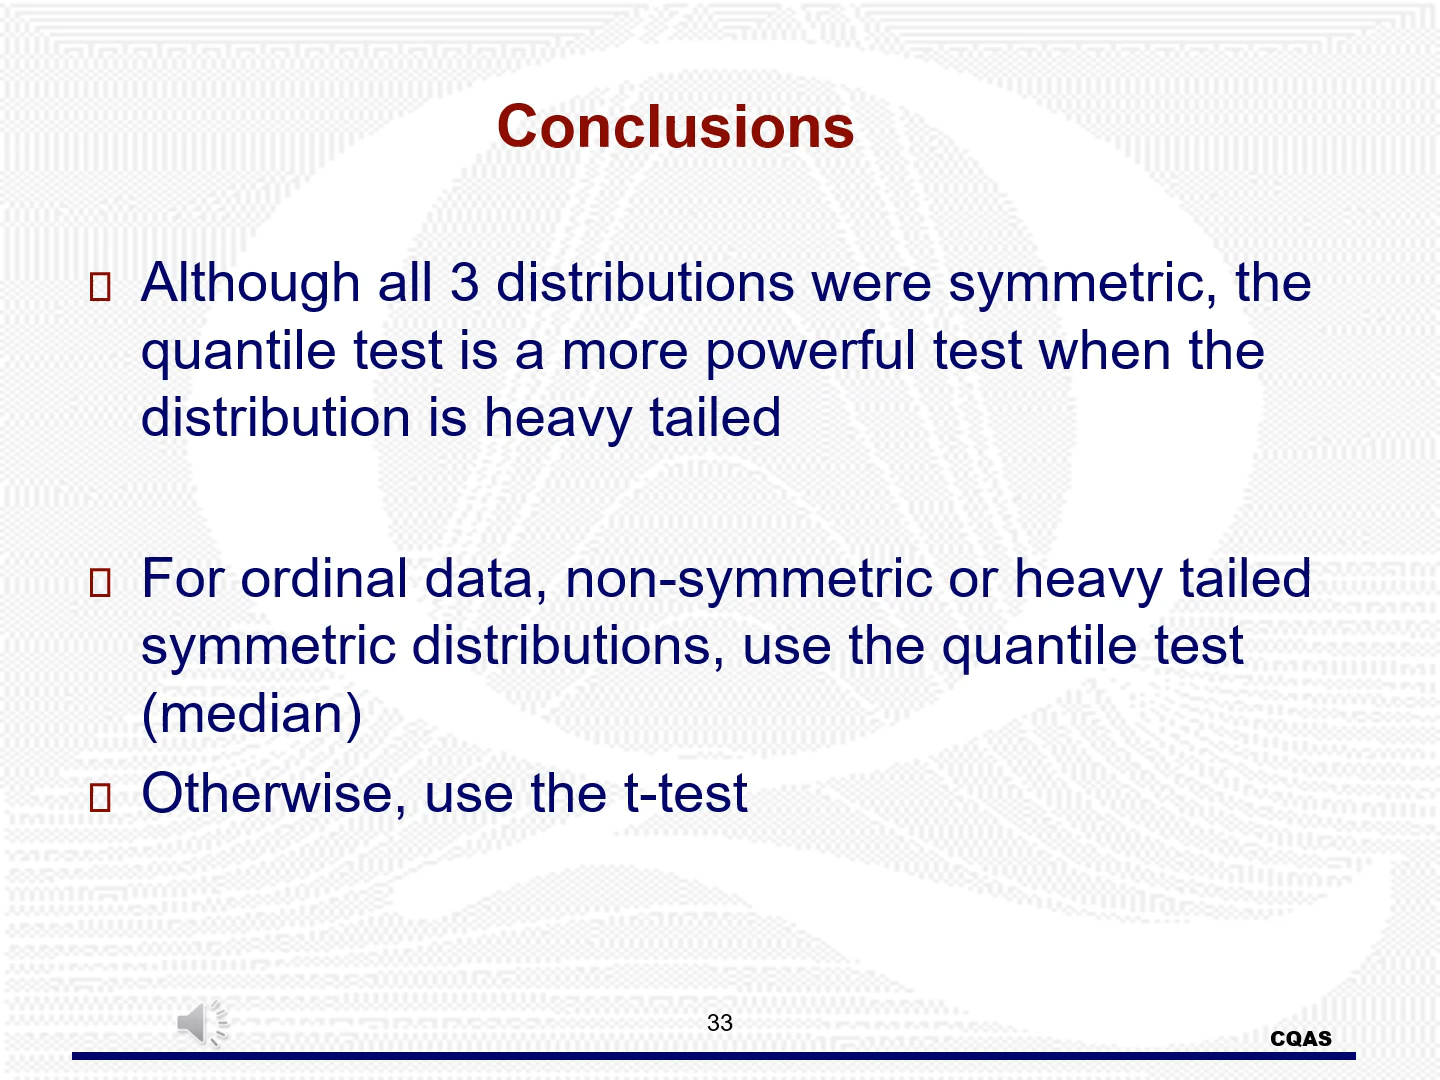 Conclusions
Although all 3 distributions were symmetric, the
quantile test is a more powerful test when the
distribution is heavy tailed
For ordinal data, non-symmetric or heavy tailed
symmetric distributions, use the quantile test
(median)
Otherwise, use the t-test
33
CQAS